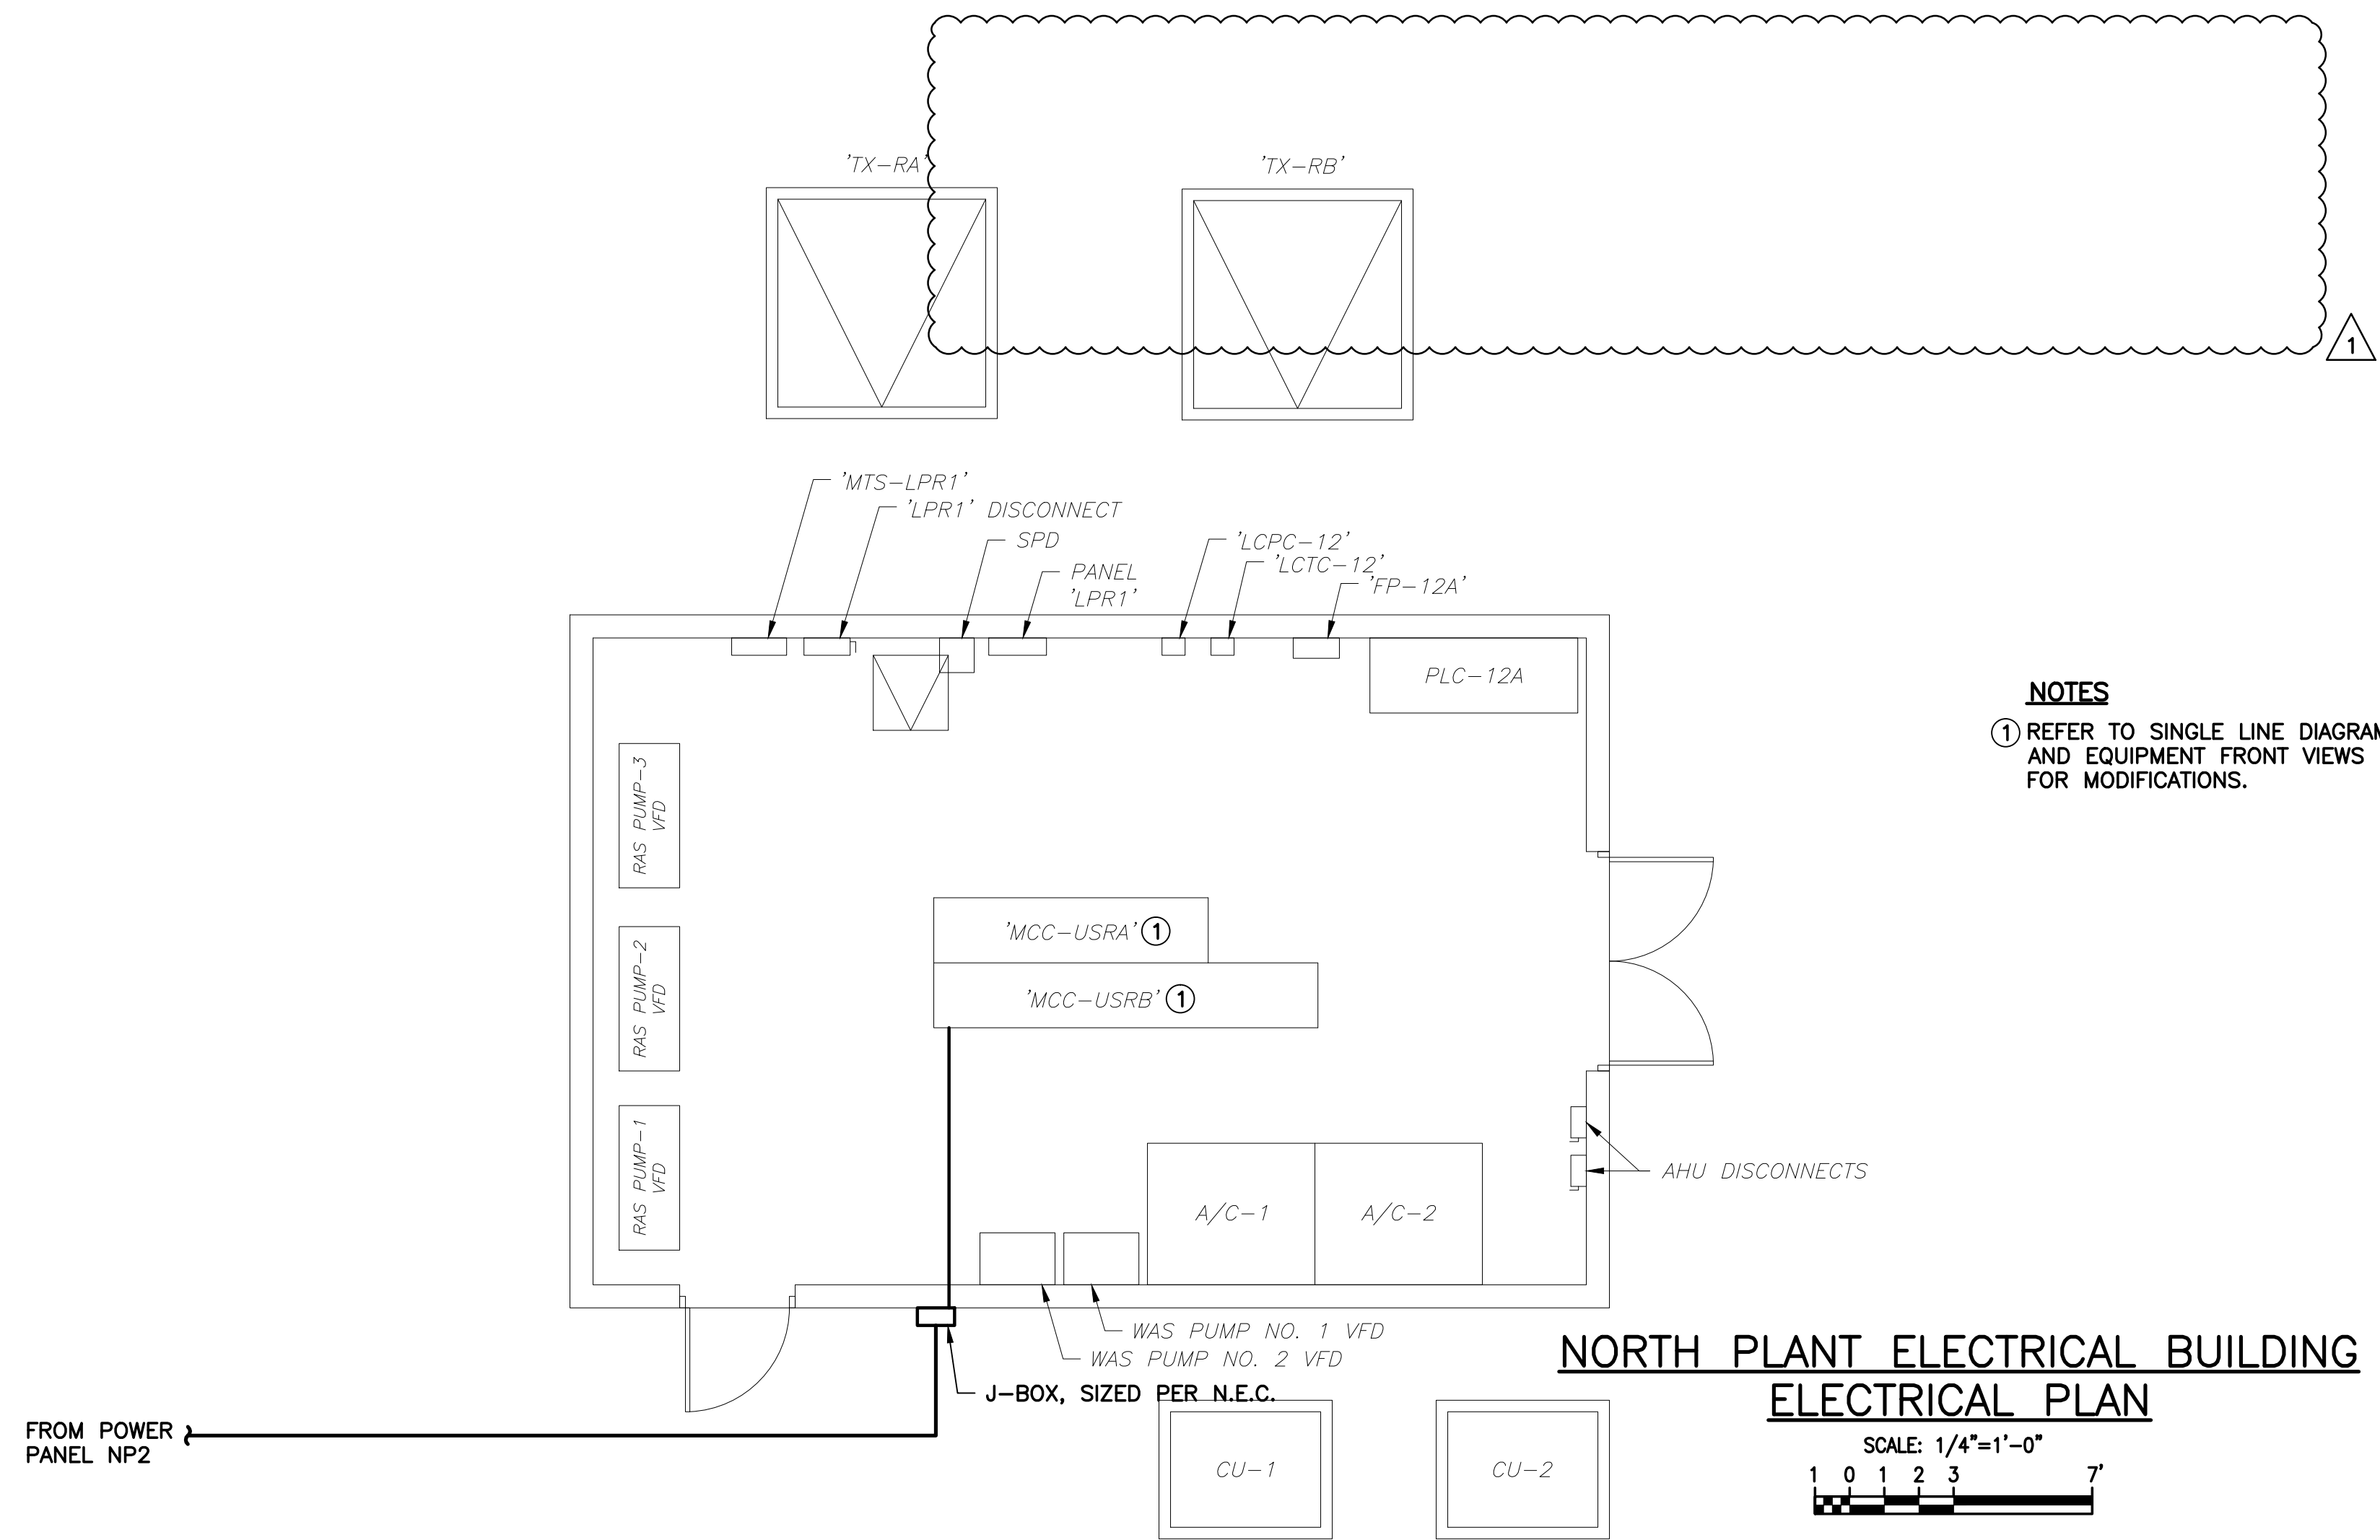 'TX-RA'
'TX-RB'
1
'MTS-LPR1'
'LPR1' DISCONNECT
SPD
PANEL
'LPR1'
'LCPC-12'
'LCTC-12'
'FP-12A'
PLC-12A
NOTES
1 REFER TO SINGLE LINE DIAGRAM
AND EQUIPMENT FRONT VIEWS
FOR MODIFICATIONS.
RAS PUMP-3
VFD
RAS PUMP-2
VFD
RAS PUMP-1
VFD
'MCC-USRA' 1
'MCC-USRB' 1
AHU DISCONNECTS
A/C-1
A/C-2
WAS PUMP NO. 1 VFD
WAS PUMP NO. 2 VFD
J-BOX, SIZED PER N.E.C.
FROM POWER
PANEL NP2
CU-1
CU-2
NORTH PLANT ELECTRICAL BUILDING
ELECTRICAL PLAN
SCALE: 1/4"=1'-0"
1 0 1 2 3 7'